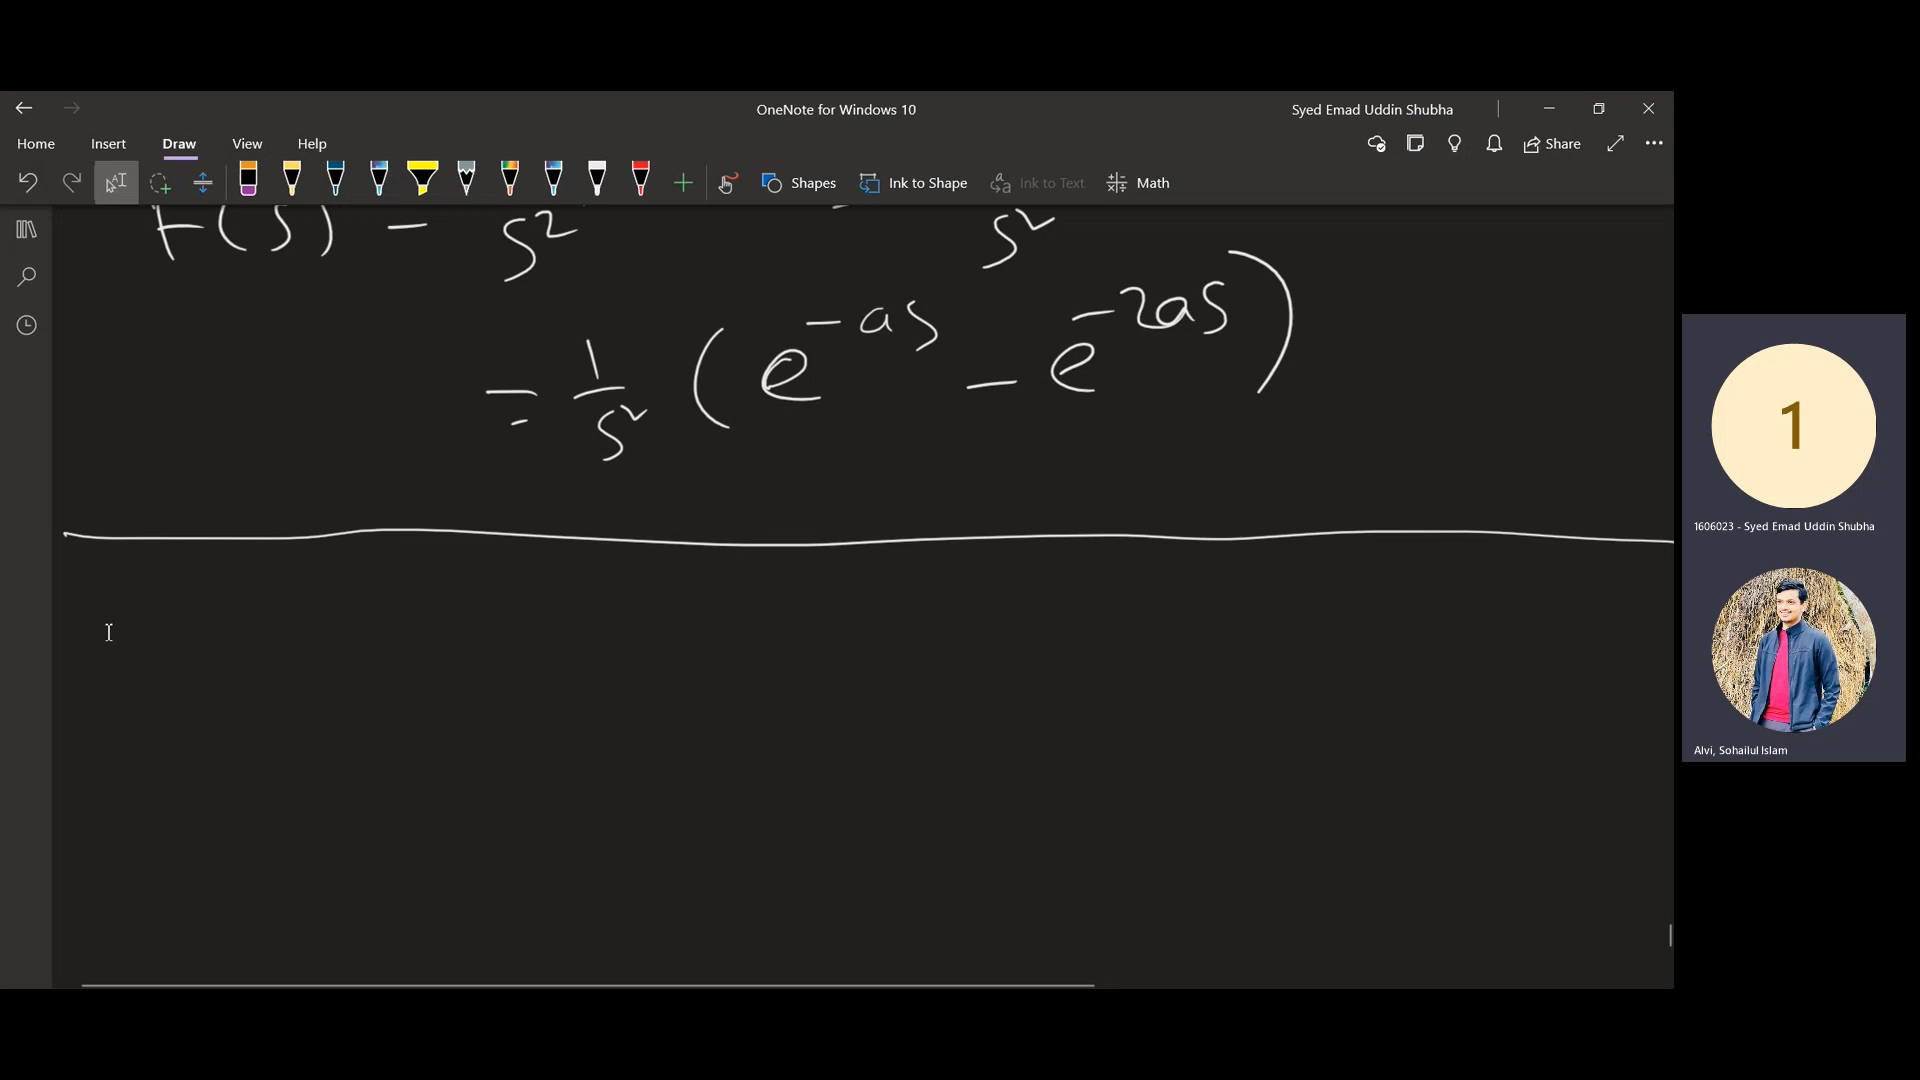 OneNote for Windows 10
Syed Emad Uddin Shubha
Home Insert Draw View Help
Share
Shapes Ink to Shape Ink to Text Math
F(s) = s² s²
= 1/s² (e^-as - e^-2as)
1
1606023 - Syed Emad Uddin Shubha
Alvi, Sohailul Islam